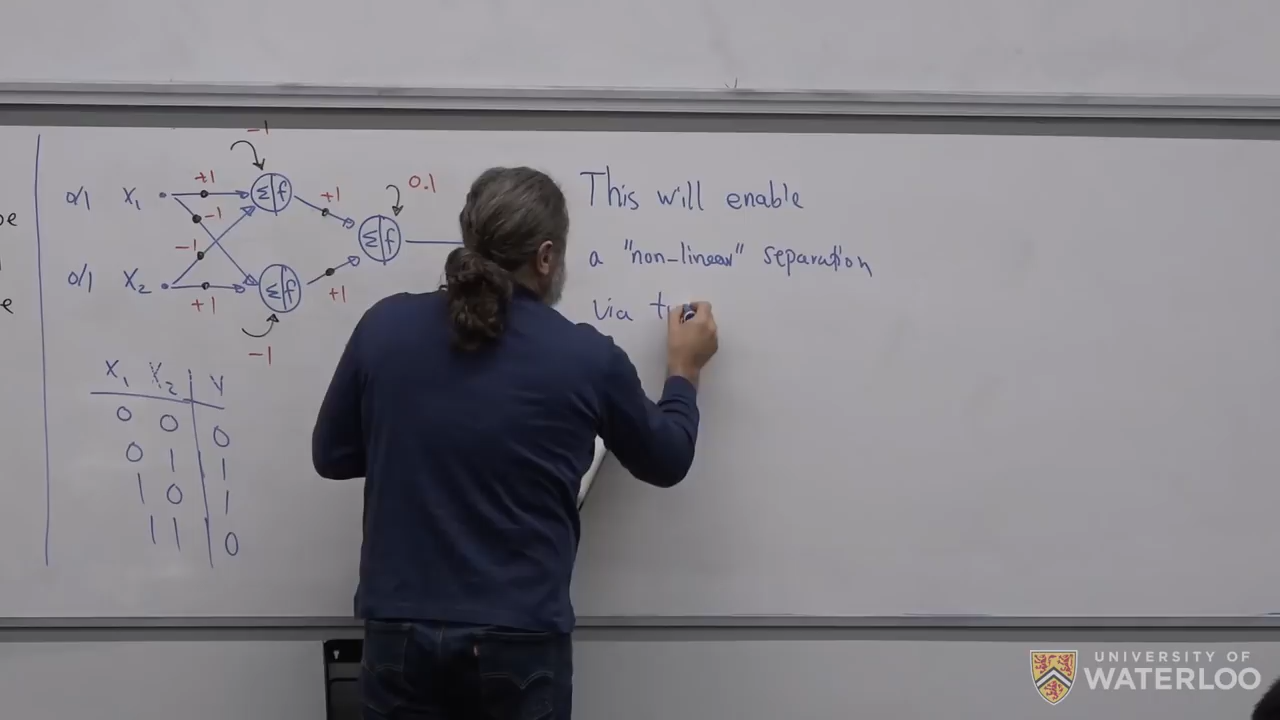 -1
0/1 X₁ +1 Σ f +1 0.1 This will enable
pe
-1
-1 Σ f a "non-linear" separation
0/1 X₂ +1 Σ f +1 via
e
-1
X₁ X₂ Y
0 0 0
0 1 1
1 0 1
1 1 0
UNIVERSITY OF
WATERLOO